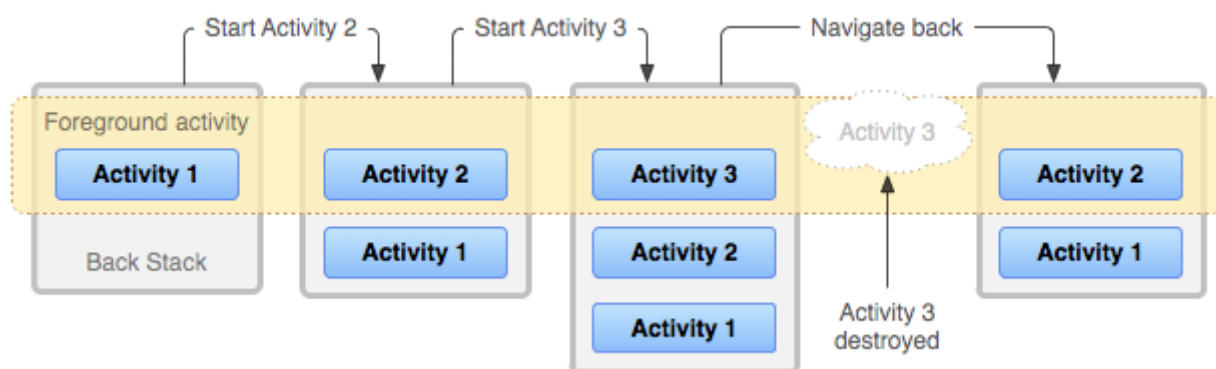 Start Activity 2
Start Activity 3
Navigate back
Foreground activity
Activity 1
Back Stack
Activity 2
Activity 1
Activity 3
Activity 2
Activity 1
Activity 3
Activity 3
destroyed
Activity 2
Activity 1